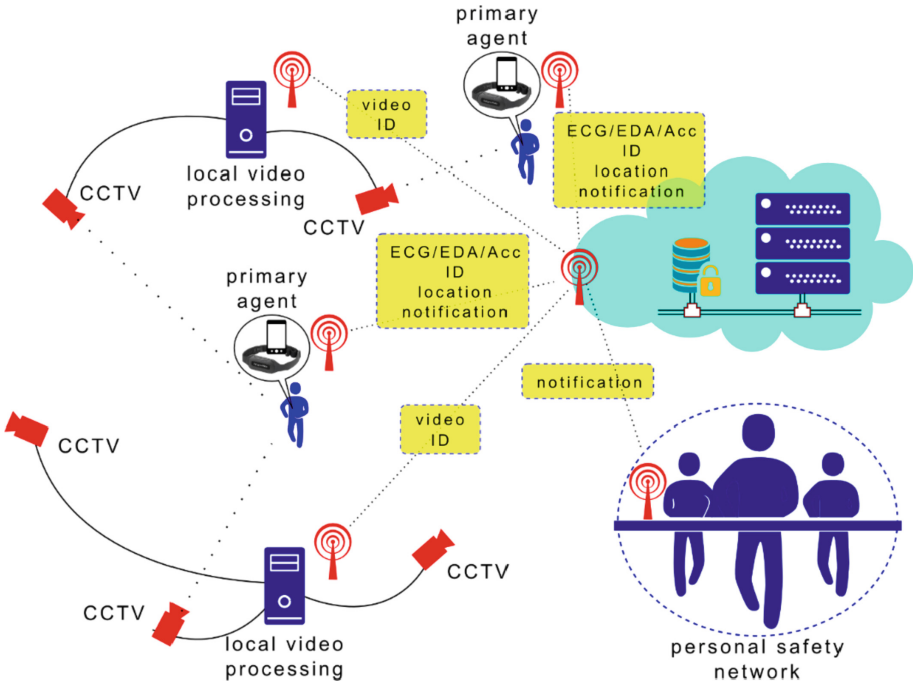 primary
agent
video
ID
ECG/EDA/Acc
ID
location
notification
CCTV
local video
processing
CCTV
ECG/EDA/Acc
ID
location
notification
primary
agent
notification
video
ID
CCTV
CCTV
CCTV
local video
processing
personal safety
network